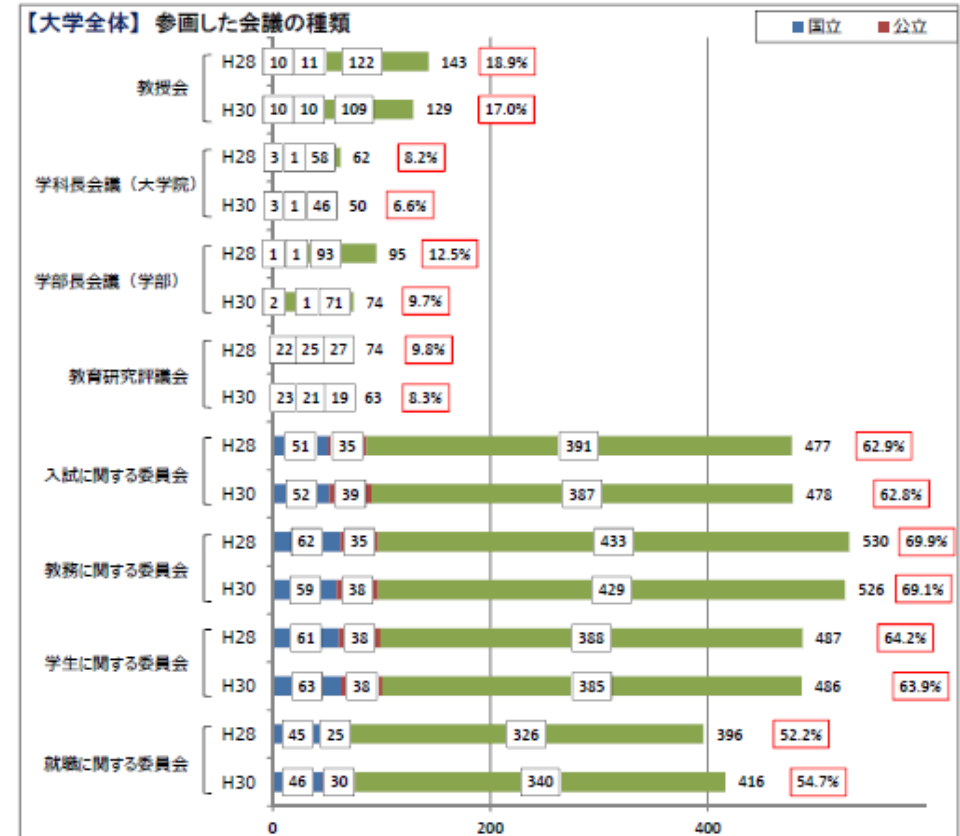 【大学全体】 参画した会議の種類
■国立 ■公立
教授会
H28 10 11 122 143 18.9%
H30 10 10 109 129 17.0%
学科長会議（大学院）
H28 3 1 58 62 8.2%
H30 3 1 46 50 6.6%
学部長会議（学部）
H28 1 1 93 95 12.5%
H30 2 1 71 74 9.7%
教育研究評議会
H28 22 25 27 74 9.8%
H30 23 21 19 63 8.3%
入試に関する委員会
H28 51 35 391 477 62.9%
H30 52 39 387 478 62.8%
教務に関する委員会
H28 62 35 433 530 69.9%
H30 59 38 429 526 69.1%
学生に関する委員会
H28 61 38 388 487 64.2%
H30 63 38 385 486 63.9%
就職に関する委員会
H28 45 25 326 396 52.2%
H30 46 30 340 416 54.7%
0 200 400